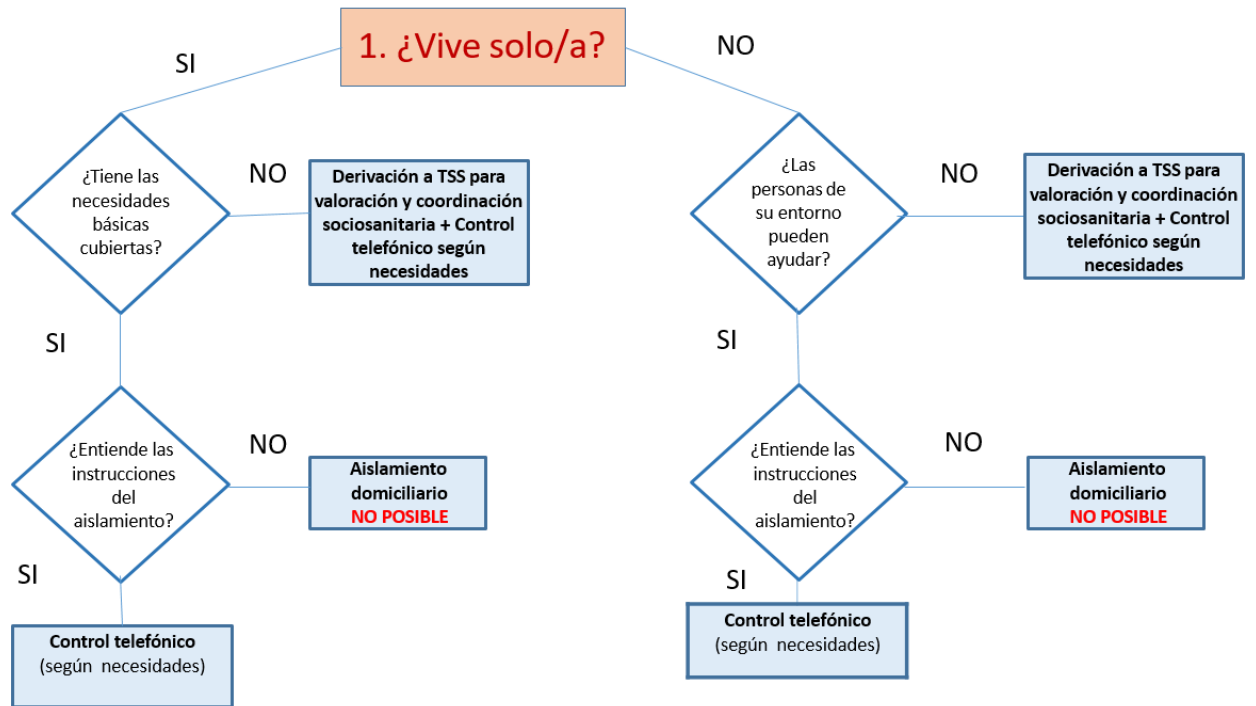 1. ¿Vive solo/a?
SI
NO
¿Tiene las
necesidades
básicas
cubiertas?
NO
Derivación a TSS para
valoración y coordinación
sociosanitaria + Control
telefónico según
necesidades
¿Las
personas de
su entorno
pueden
ayudar?
NO
Derivación a TSS para
valoración y coordinación
sociosanitaria + Control
telefónico según
necesidades
SI
SI
¿Entiende las
instrucciones
del
aislamiento?
NO
Aislamiento
domiciliario
NO POSIBLE
¿Entiende las
instrucciones
del
aislamiento?
NO
Aislamiento
domiciliario
NO POSIBLE
SI
SI
Control telefónico
(según necesidades)
Control telefónico
(según necesidades)